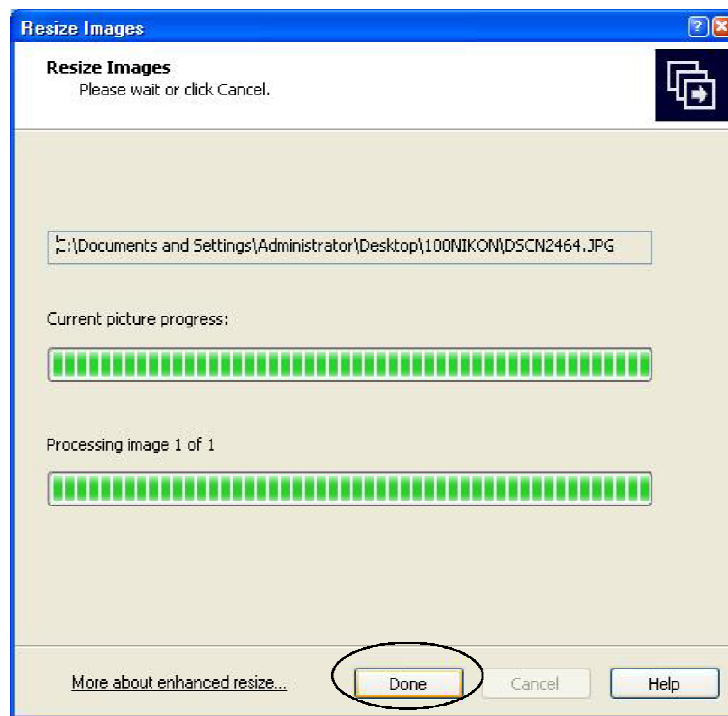 Resize Images
Resize Images
Please wait or click Cancel.
C:\Documents and Settings\Administrator\Desktop\100NIKON\DSCN2464.JPG
Current picture progress:
Processing image 1 of 1
More about enhanced resize...
Done
Cancel
Help